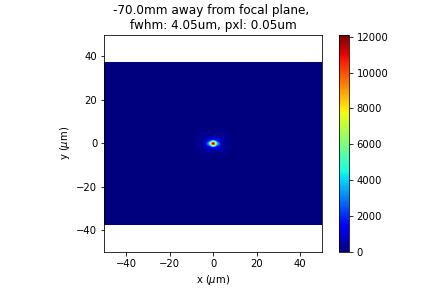 -70.0mm away from focal plane,
fwhm: 4.05um, pxl: 0.05um
40
20
0
−20
−40
y (μm)
−40 −20 0 20 40
x (μm)
12000
10000
8000
6000
4000
2000
0